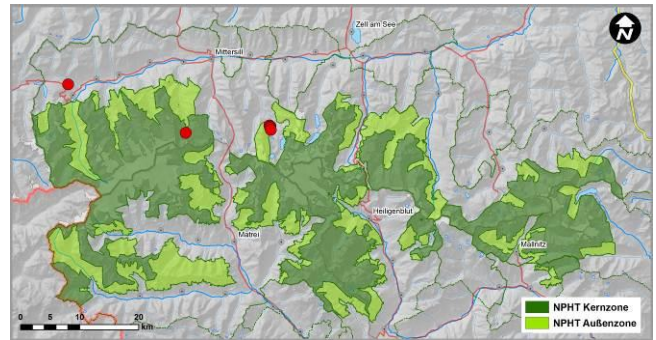 Zell am See
N
Mittersill
Heiligenblut
Matrei
Mallnitz
NPHT Kernzone
NPHT Außenzone
0 5 10 20
km